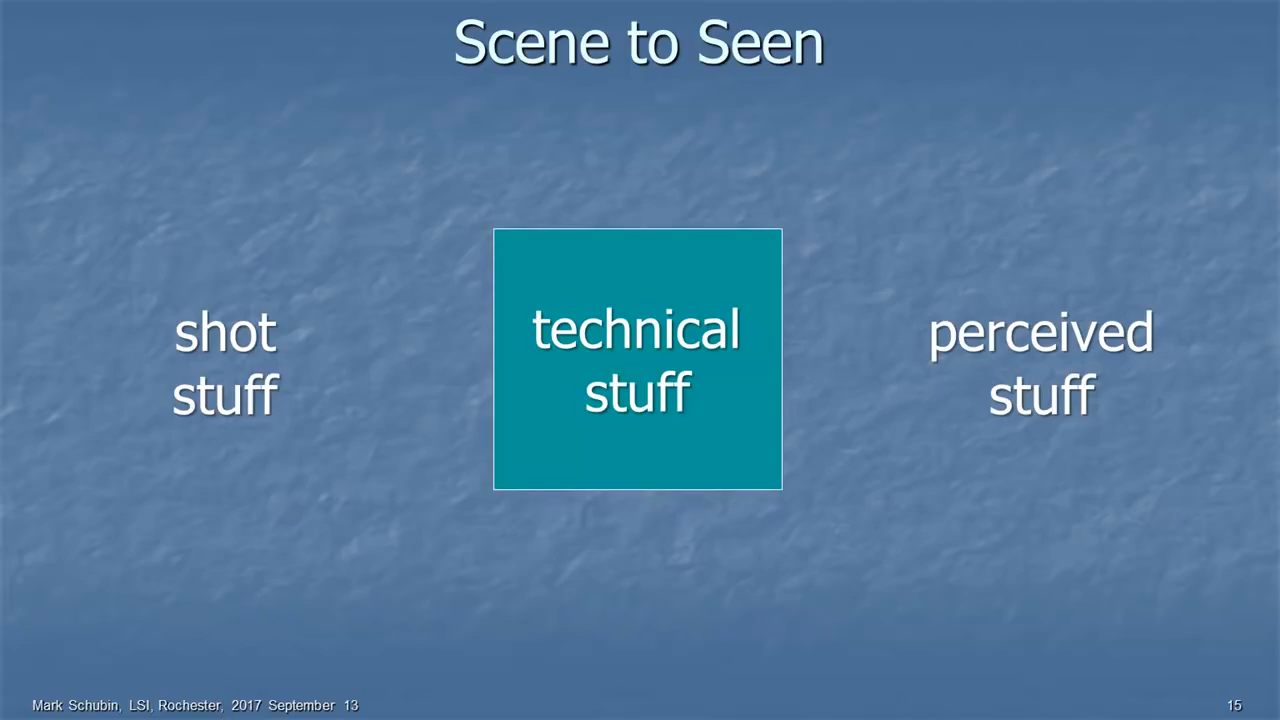 Scene to Seen
shot
stuff
technical
stuff
perceived
stuff
Mark Schubin, LSI, Rochester, 2017 September 13
15